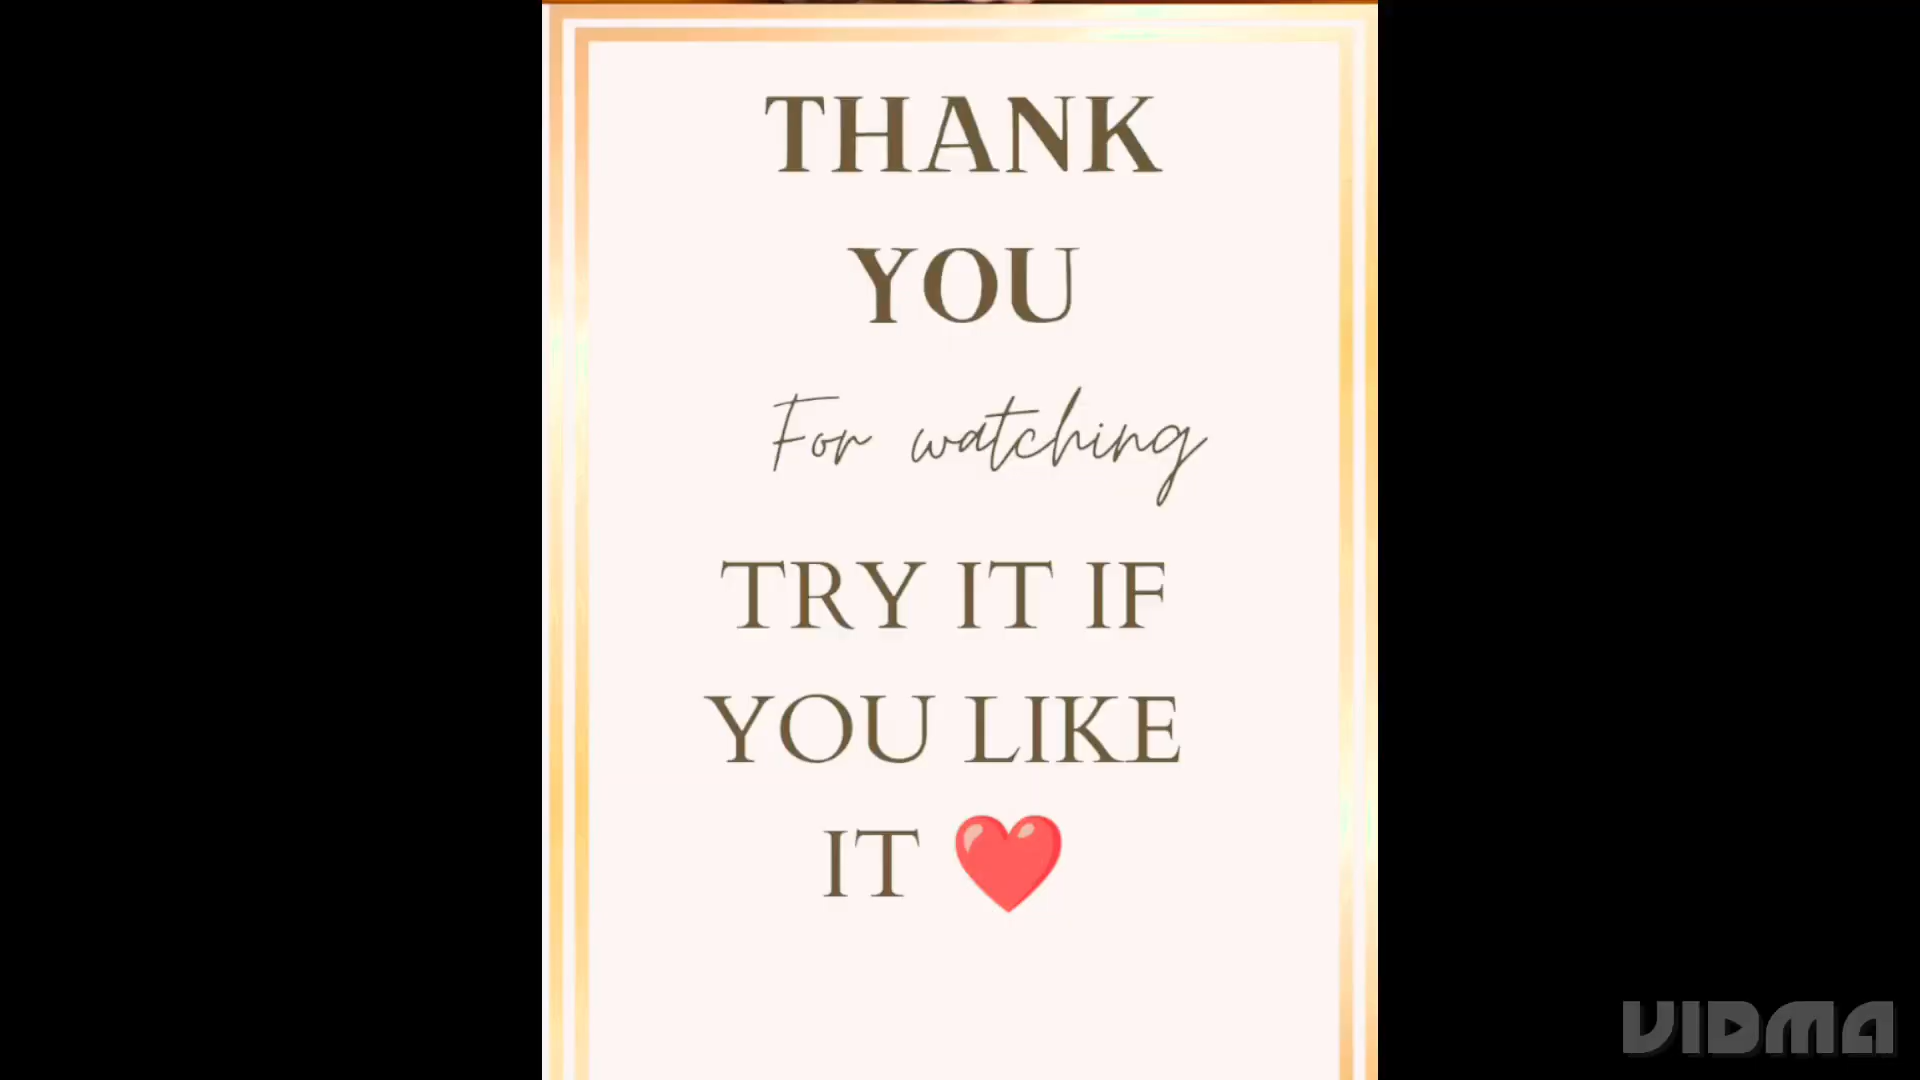 THANK
YOU
For watching
TRY IT IF
YOU LIKE
IT ❤️
VIDMA